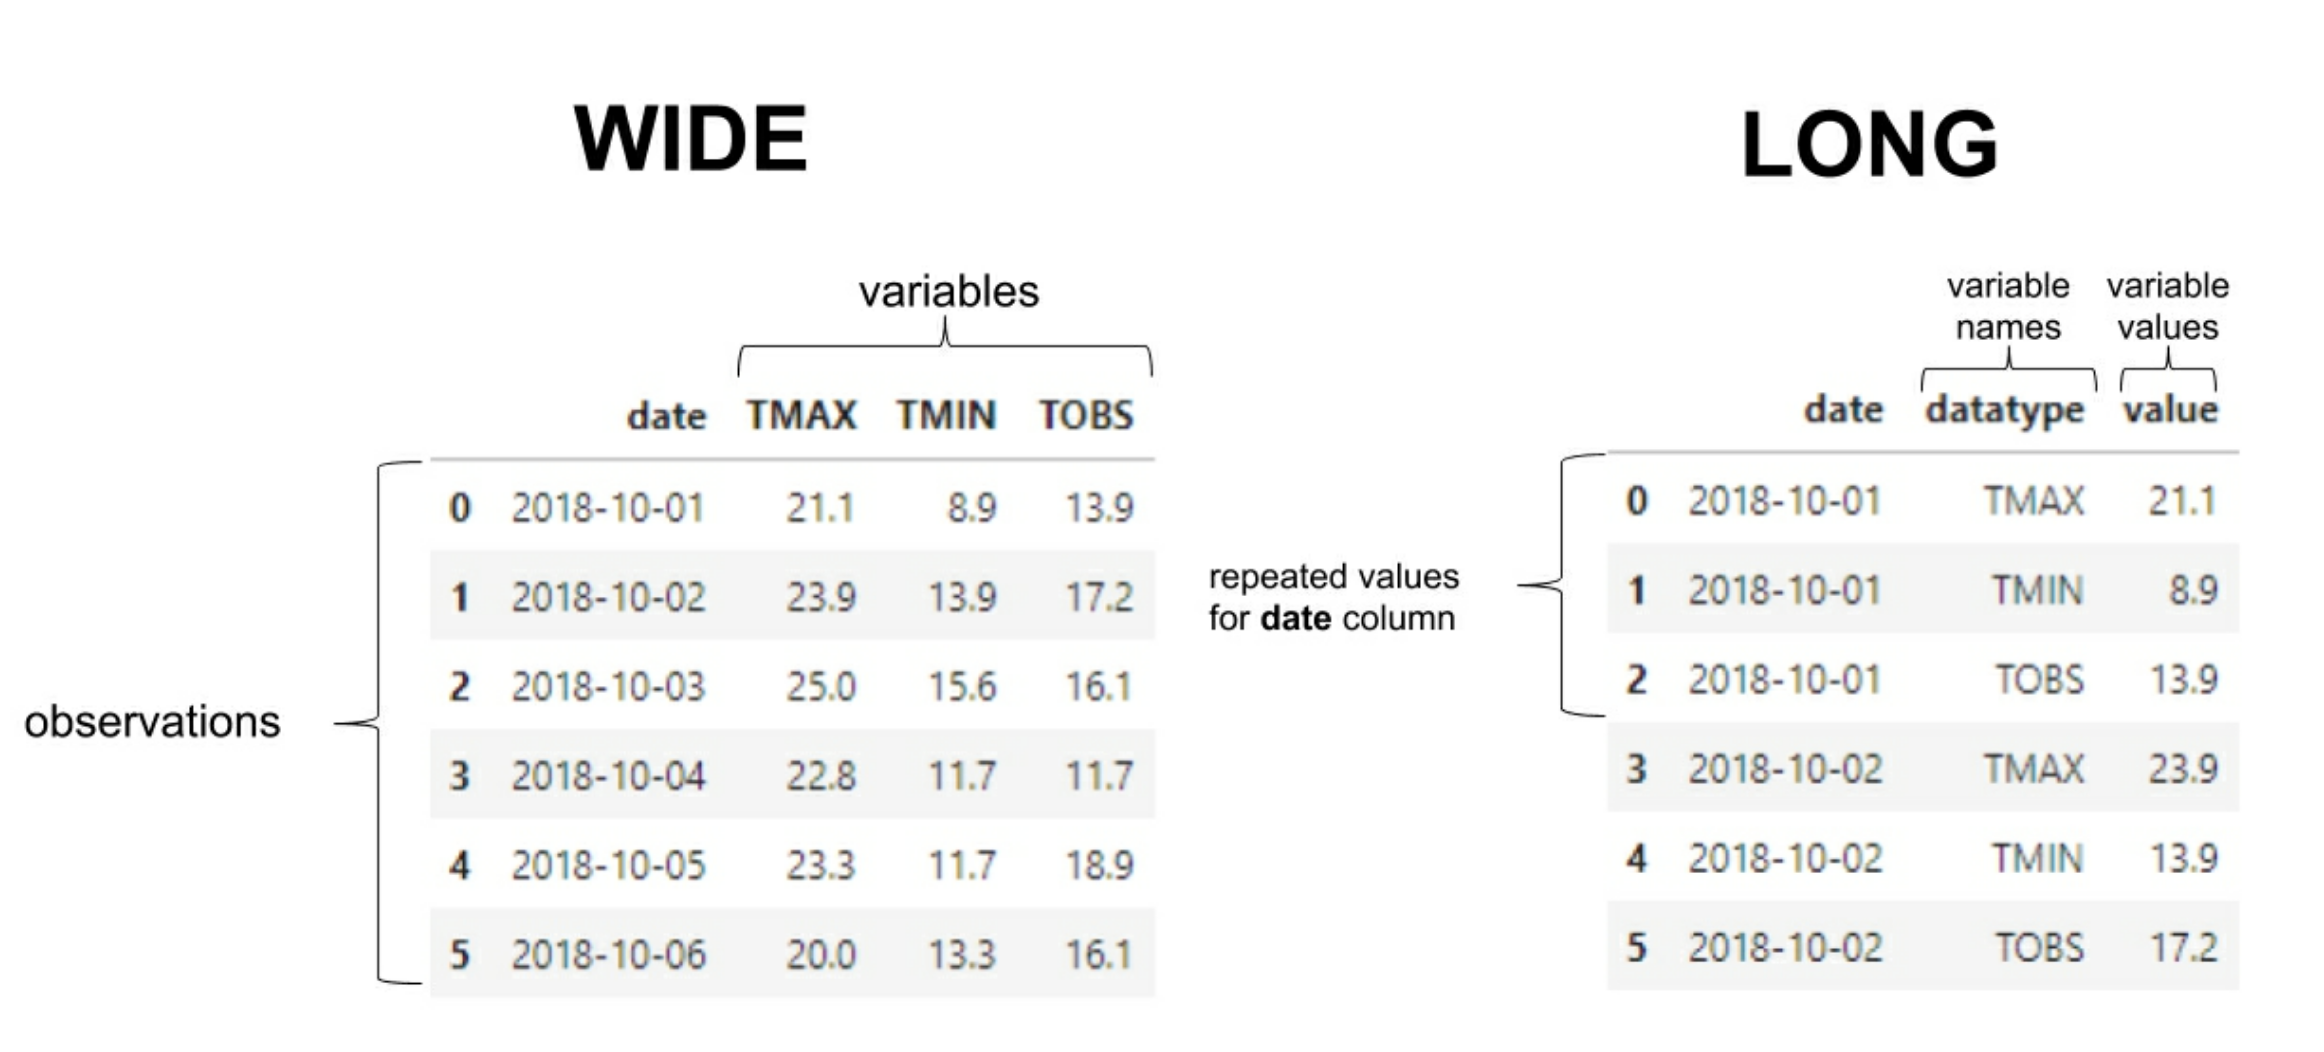 WIDE
variables
date TMAX TMIN TOBS
observations
0 2018-10-01 21.1 8.9 13.9
1 2018-10-02 23.9 13.9 17.2
2 2018-10-03 25.0 15.6 16.1
3 2018-10-04 22.8 11.7 11.7
4 2018-10-05 23.3 11.7 18.9
5 2018-10-06 20.0 13.3 16.1
LONG
variable names
variable values
date datatype value
repeated values
for date column
0 2018-10-01 TMAX 21.1
1 2018-10-01 TMIN 8.9
2 2018-10-01 TOBS 13.9
3 2018-10-02 TMAX 23.9
4 2018-10-02 TMIN 13.9
5 2018-10-02 TOBS 17.2